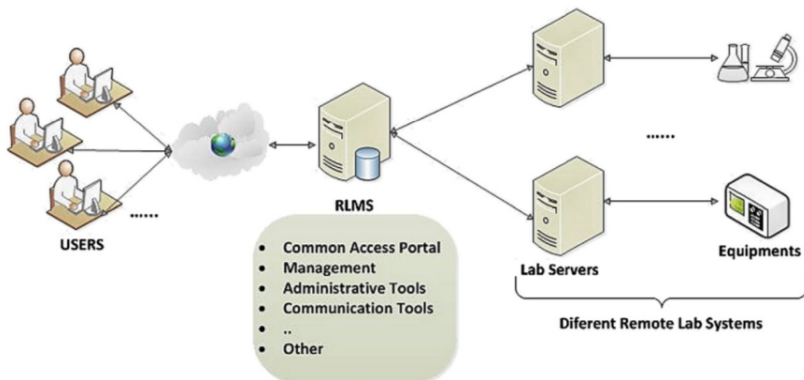 ......
USERS
RLMS
• Common Access Portal
• Management
• Administrative Tools
• Communication Tools
• ..
• Other
......
Lab Servers
Equipments
Diferent Remote Lab Systems